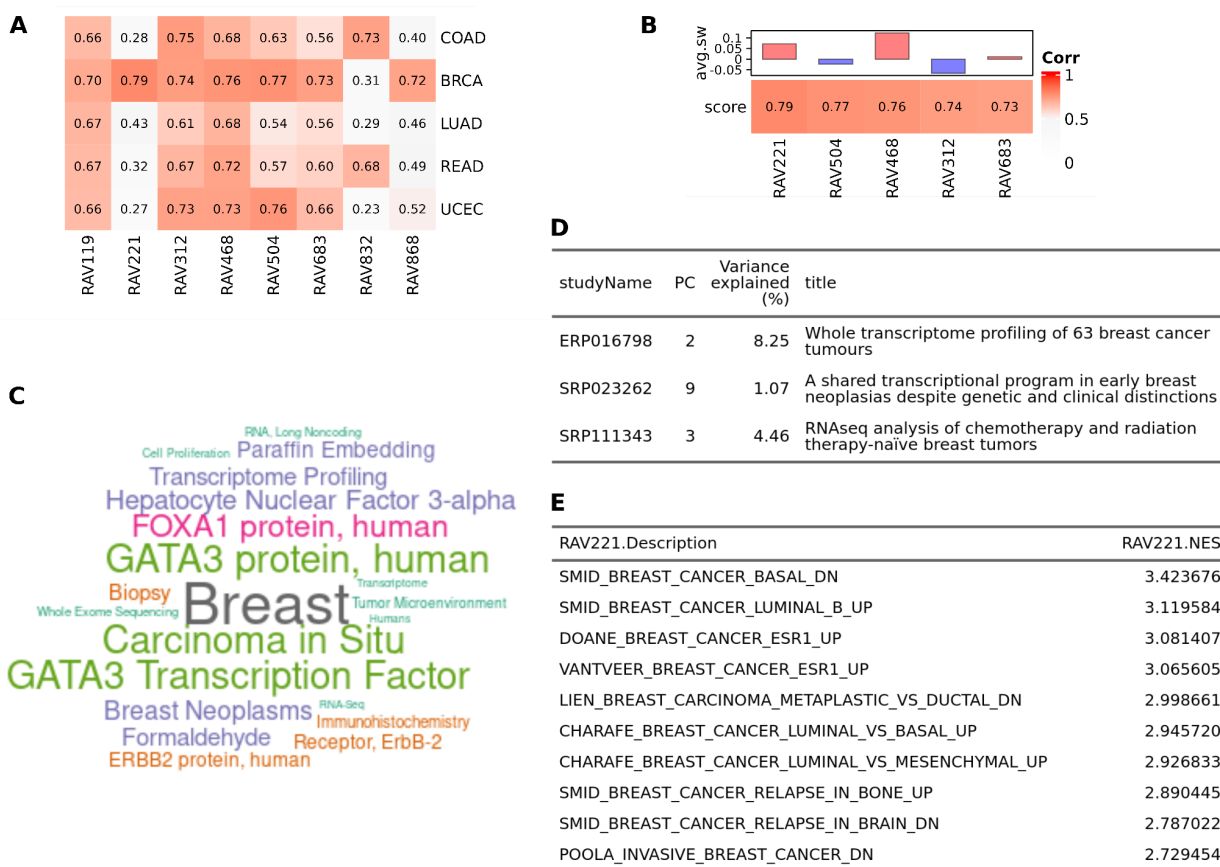 A
0.66 0.28 0.75 0.68 0.63 0.56 0.73 0.40 COAD
0.70 0.79 0.74 0.76 0.77 0.73 0.31 0.72 BRCA
0.67 0.43 0.61 0.68 0.54 0.56 0.29 0.46 LUAD
0.67 0.32 0.67 0.72 0.57 0.60 0.68 0.49 READ
0.66 0.27 0.73 0.73 0.76 0.66 0.23 0.52 UCEC
RAV119 RAV221 RAV312 RAV468 RAV504 RAV683 RAV832 RAV868
B
avg.sw
0.1
0.05
0
-0.05
score 0.79 0.77 0.76 0.74 0.73
RAV221 RAV504 RAV468 RAV312 RAV683
Corr
1
0.5
0
C
RNA, Long Noncoding
Cell Proliferation Paraffin Embedding
Transcriptome Profiling
Hepatocyte Nuclear Factor 3-alpha
FOXA1 protein, human
GATA3 protein, human
Biopsy Breast Transcriptome
Whole Exome Sequencing Tumor Microenvironment
Humans
Carcinoma in Situ
GATA3 Transcription Factor
Breast Neoplasms RNA-Seq
Immunohistochemistry
Formaldehyde Receptor, ErbB-2
ERBB2 protein, human
D
studyName PC Variance explained (%) title
ERP016798 2 8.25 Whole transcriptome profiling of 63 breast cancer
tumours
SRP023262 9 1.07 A shared transcriptional program in early breast
neoplasias despite genetic and clinical distinctions
SRP111343 3 4.46 RNAseq analysis of chemotherapy and radiation
therapy-naïve breast tumors
E
RAV221.Description RAV221.NES
SMID_BREAST_CANCER_BASAL_DN 3.423676
SMID_BREAST_CANCER_LUMINAL_B_UP 3.119584
DOANE_BREAST_CANCER_ESR1_UP 3.081407
VANTVEER_BREAST_CANCER_ESR1_UP 3.065605
LIEN_BREAST_CARCINOMA_METAPLASTIC_VS_DUCTAL_DN 2.998661
CHARAFE_BREAST_CANCER_LUMINAL_VS_BASAL_UP 2.945720
CHARAFE_BREAST_CANCER_LUMINAL_VS_MESENCHYMAL_UP 2.926833
SMID_BREAST_CANCER_RELAPSE_IN_BONE_UP 2.890445
SMID_BREAST_CANCER_RELAPSE_IN_BRAIN_DN 2.787022
POOLA_INVASIVE_BREAST_CANCER_DN 2.729454